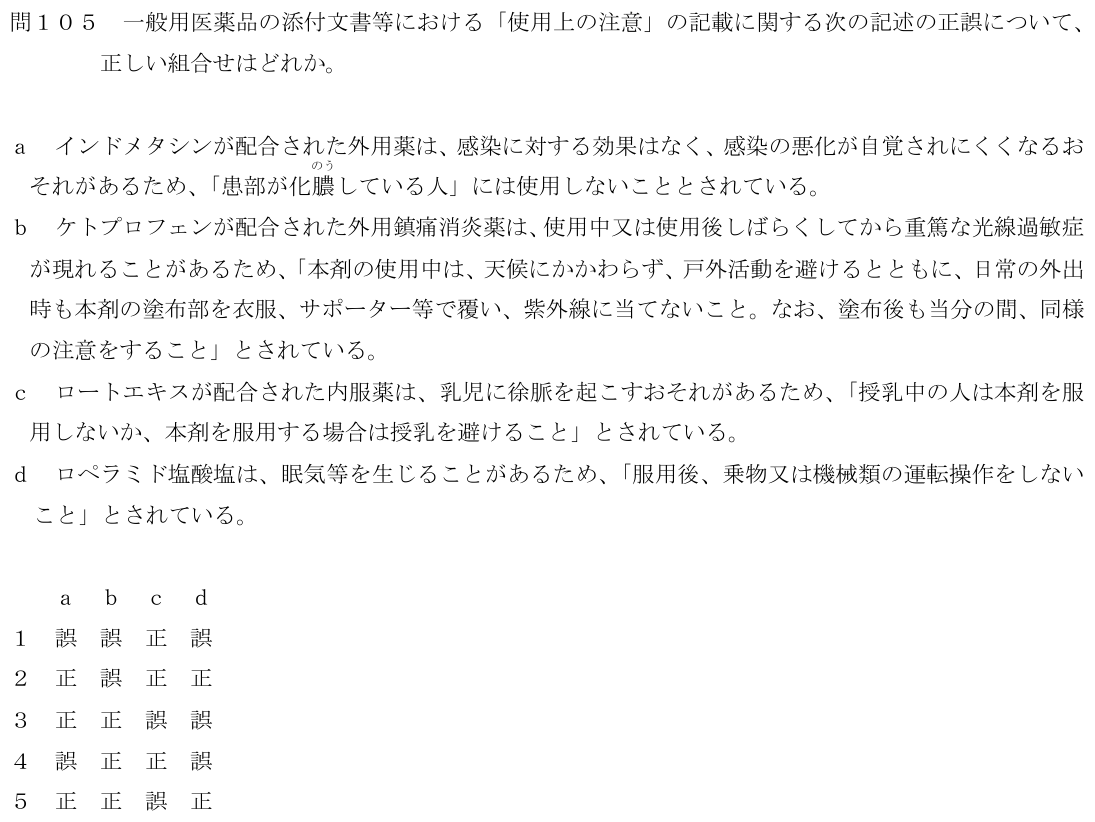 問１０５　一般用医薬品の添付文書等における「使用上の注意」の記載に関する次の記述の正誤について、
正しい組合せはどれか。
a　インドメタシンが配合された外用薬は、感染に対する効果はなく、感染の悪化が自覚されにくくなるお
のう
それがあるため、「患部が化膿している人」には使用しないこととされている。
b　ケトプロフェンが配合された外用鎮痛消炎薬は、使用中又は使用後しばらくしてから重篤な光線過敏症
が現れることがあるため、「本剤の使用中は、天候にかかわらず、戸外活動を避けるとともに、日常の外出
時も本剤の塗布部を衣服、サポーター等で覆い、紫外線に当てないこと。なお、塗布後も当分の間、同様
の注意をすること」とされている。
c　ロートエキスが配合された内服薬は、乳児に徐脈を起こすおそれがあるため、「授乳中の人は本剤を服
用しないか、本剤を服用する場合は授乳を避けること」とされている。
d　ロペラミド塩酸塩は、眠気等を生じることがあるため、「服用後、乗物又は機械類の運転操作をしない
こと」とされている。
a　b　c　d
１　誤　誤　正　誤
２　正　誤　正　正
３　正　正　誤　誤
４　誤　正　正　誤
５　正　正　誤　正